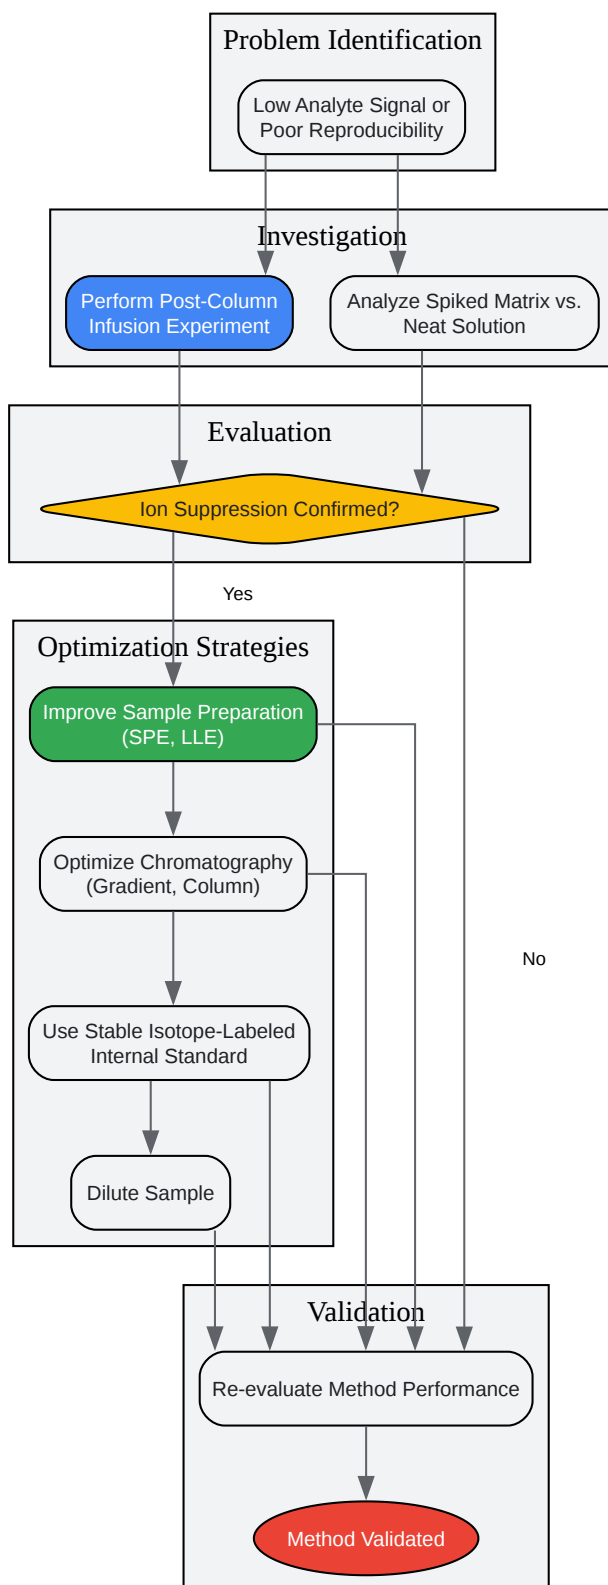 Problem Identification
Low Analyte Signal or
Poor Reproducibility
Investigation
Perform Post-Column
Infusion Experiment
Analyze Spiked Matrix vs.
Neat Solution
Evaluation
Ion Suppression Confirmed?
Yes
Optimization Strategies
Improve Sample Preparation
(SPE, LLE)
Optimize Chromatography
(Gradient, Column)
No
Use Stable Isotope-Labeled
Internal Standard
Dilute Sample
Validation
Re-evaluate Method Performance
Method Validated